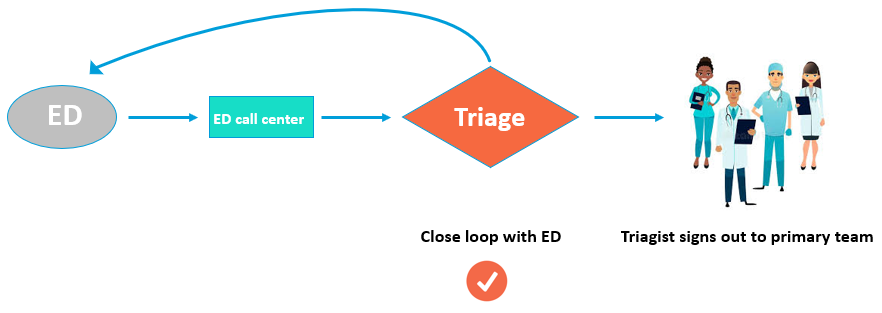 ED
ED call center
Triage
Close loop with ED
Triagist signs out to primary team